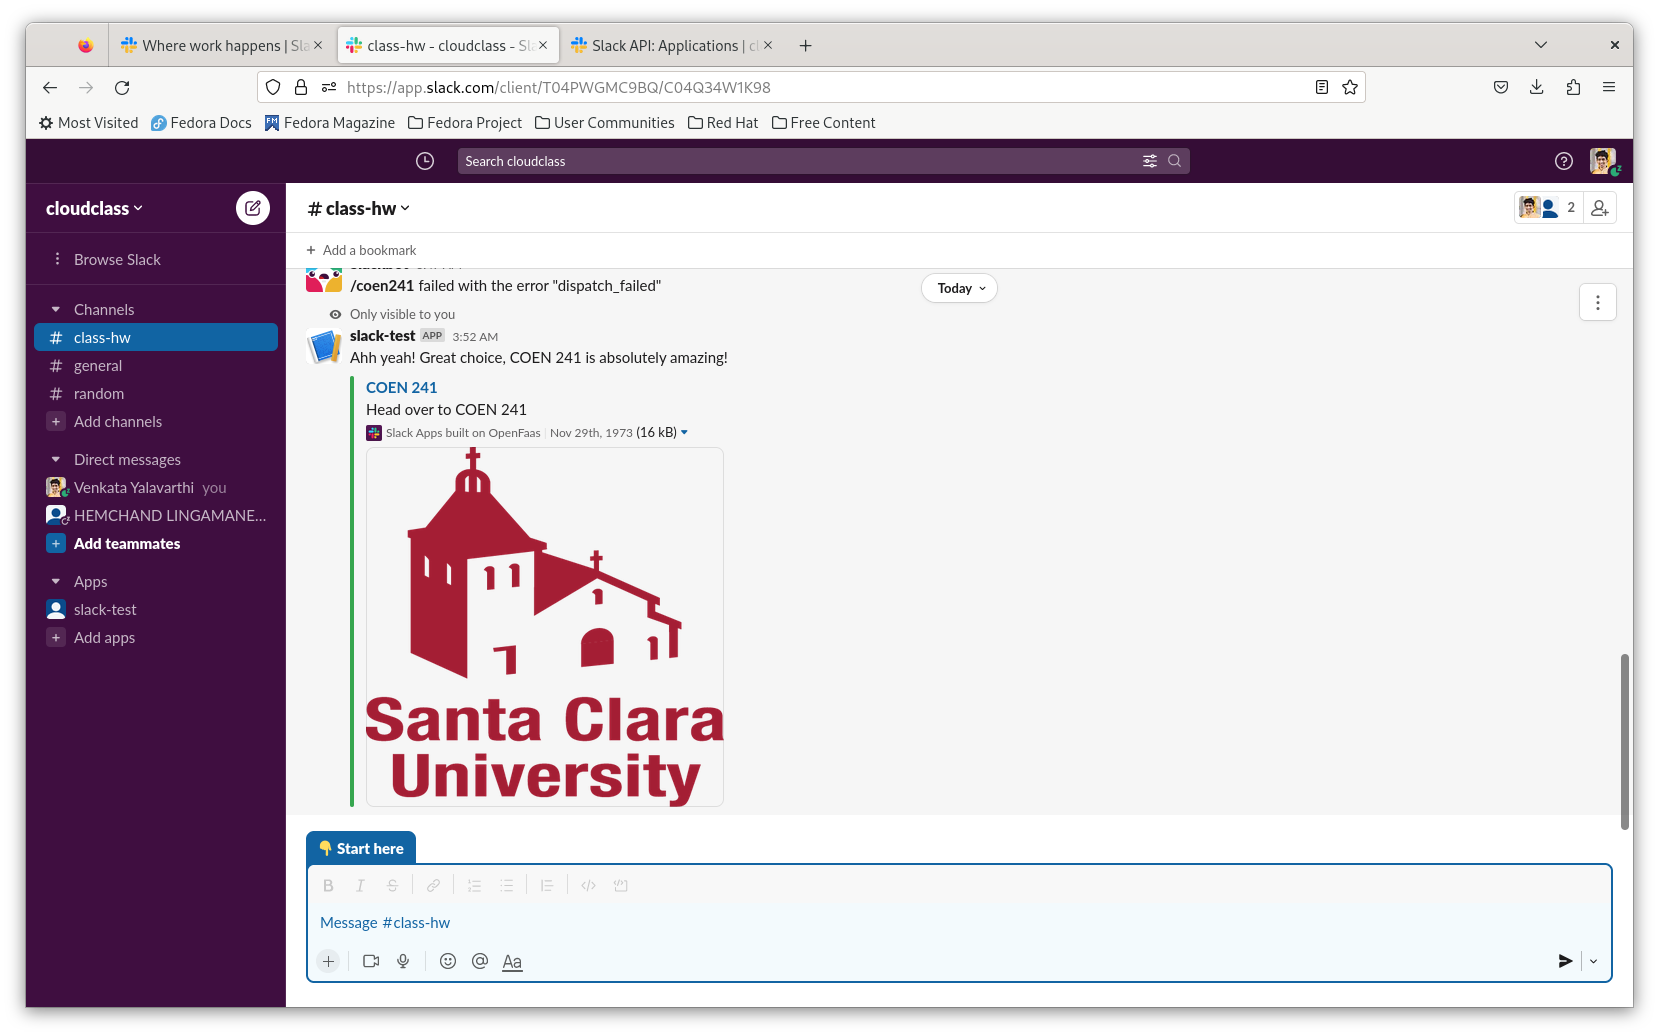 Where work happens | Sla
class-hw - cloudclass - Sla
Slack API: Applications | cl
https://app.slack.com/client/T04PWGMC9BQ/C04Q34W1K98
Most Visited
Fedora Docs
Fedora Magazine
Fedora Project
User Communities
Red Hat
Free Content
Search cloudclass
cloudclass
# class-hw
2
Browse Slack
+ Add a bookmark
Channels
# class-hw
# general
# random
+ Add channels
Direct messages
Venkata Yalavarthi you
HEMCHAND LINGAMANE...
+ Add teammates
Apps
slack-test
+ Add apps
/coen241 failed with the error "dispatch_failed"
Today
Only visible to you
slack-test APP 3:52 AM
Ahh yeah! Great choice, COEN 241 is absolutely amazing!
COEN 241
Head over to COEN 241
Slack Apps built on OpenFaas | Nov 29th, 1973 (16 kB)
Santa Clara
University
Start here
B I S
Message #class-hw
Aa